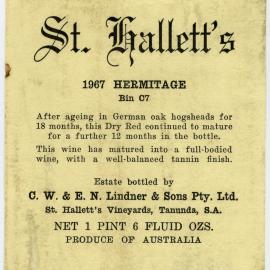 St. Hallett's
1967 HERMITAGE
Bin C7
After ageing in German oak hogsheads for
18 months, this Dry Red continued to mature
for a further 12 months in the bottle.
This wine has matured into a full-bodied
wine, with a well-balanced tannin finish.
Estate bottled by
C. W. & E. N. Lindner & Sons Pty. Ltd.
St. Hallett's Vineyards, Tanunda, S.A.
NET 1 PINT 6 FLUID OZS.
PRODUCE OF AUSTRALIA